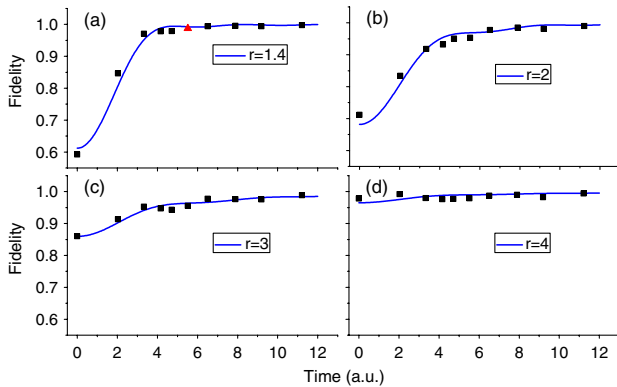 (a)
1.0
0.9
0.8
0.7
0.6
Fidelity
r=1.4
(b)
r=2
(c)
1.0
0.9
0.8
0.7
0.6
Fidelity
r=3
0 2 4 6 8 10 12
(d)
r=4
0 2 4 6 8 10 12
Time (a.u.)